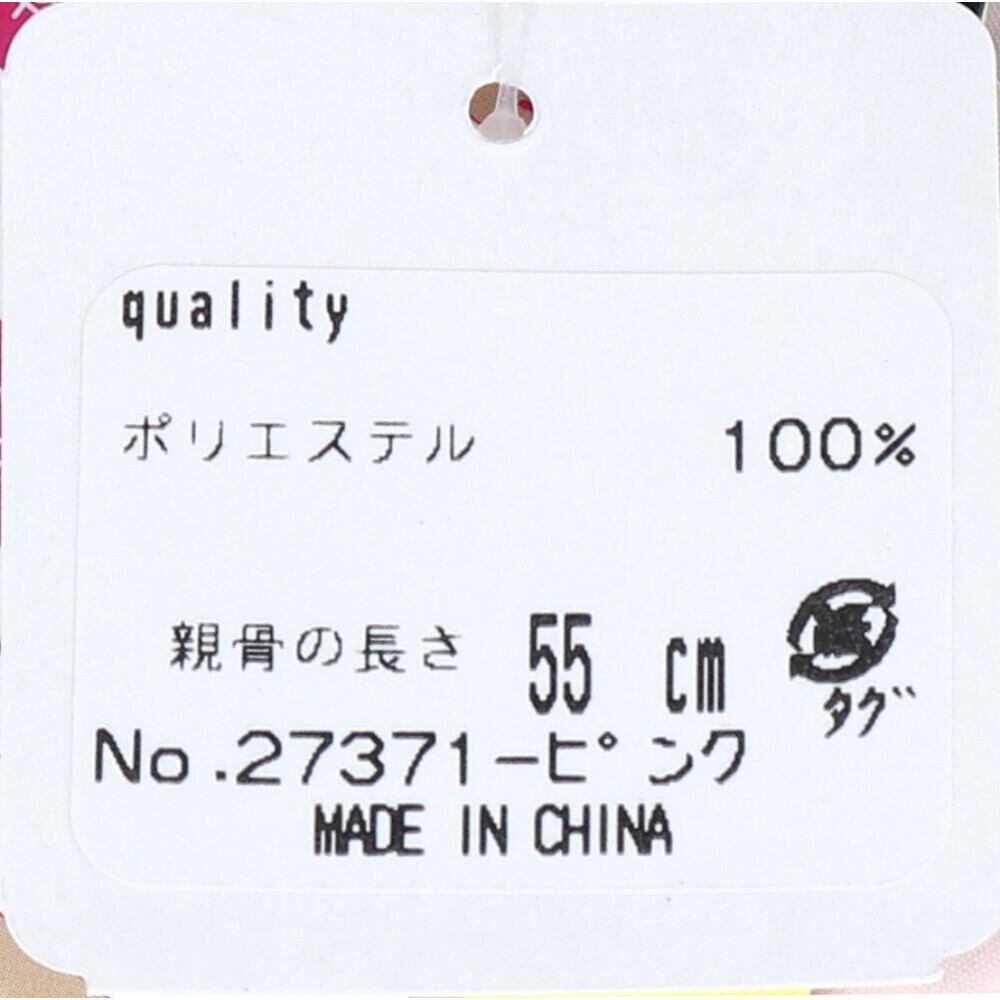 quality
ポリエステル 100%
親骨の長さ 55 cm
タグ
No.27371-ピンク
MADE IN CHINA